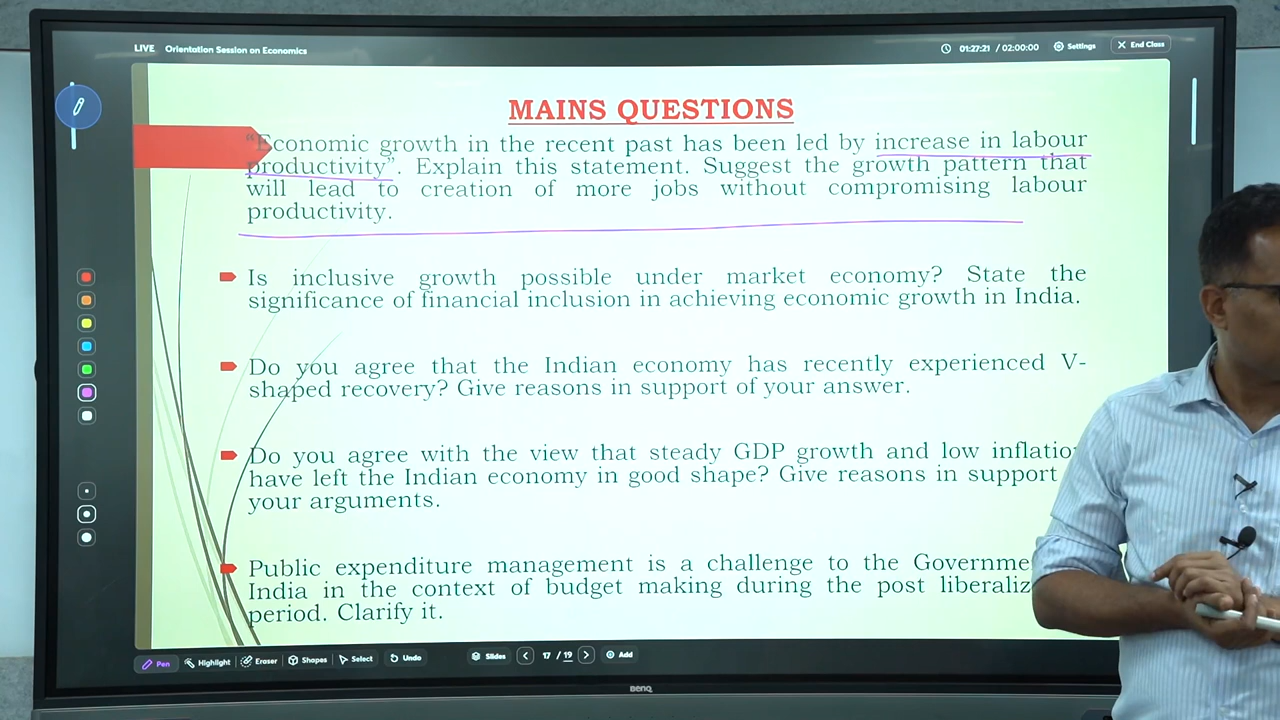 LIVE Orientation Session on Economics
01:27:21 / 02:00:00 Settings X End Class
MAINS QUESTIONS
“Economic growth in the recent past has been led by increase in labour
productivity”. Explain this statement. Suggest the growth pattern that
will lead to creation of more jobs without compromising labour
productivity.
Is inclusive growth possible under market economy? State the
significance of financial inclusion in achieving economic growth in India.
Do you agree that the Indian economy has recently experienced V-
shaped recovery? Give reasons in support of your answer.
Do you agree with the view that steady GDP growth and low inflatio
have left the Indian economy in good shape? Give reasons in support
your arguments.
Public expenditure management is a challenge to the Governme
India in the context of budget making during the post liberaliz
period. Clarify it.
Pen Highlight Eraser Shapes Select Undo Slides 17 / 19 Add
BenQ